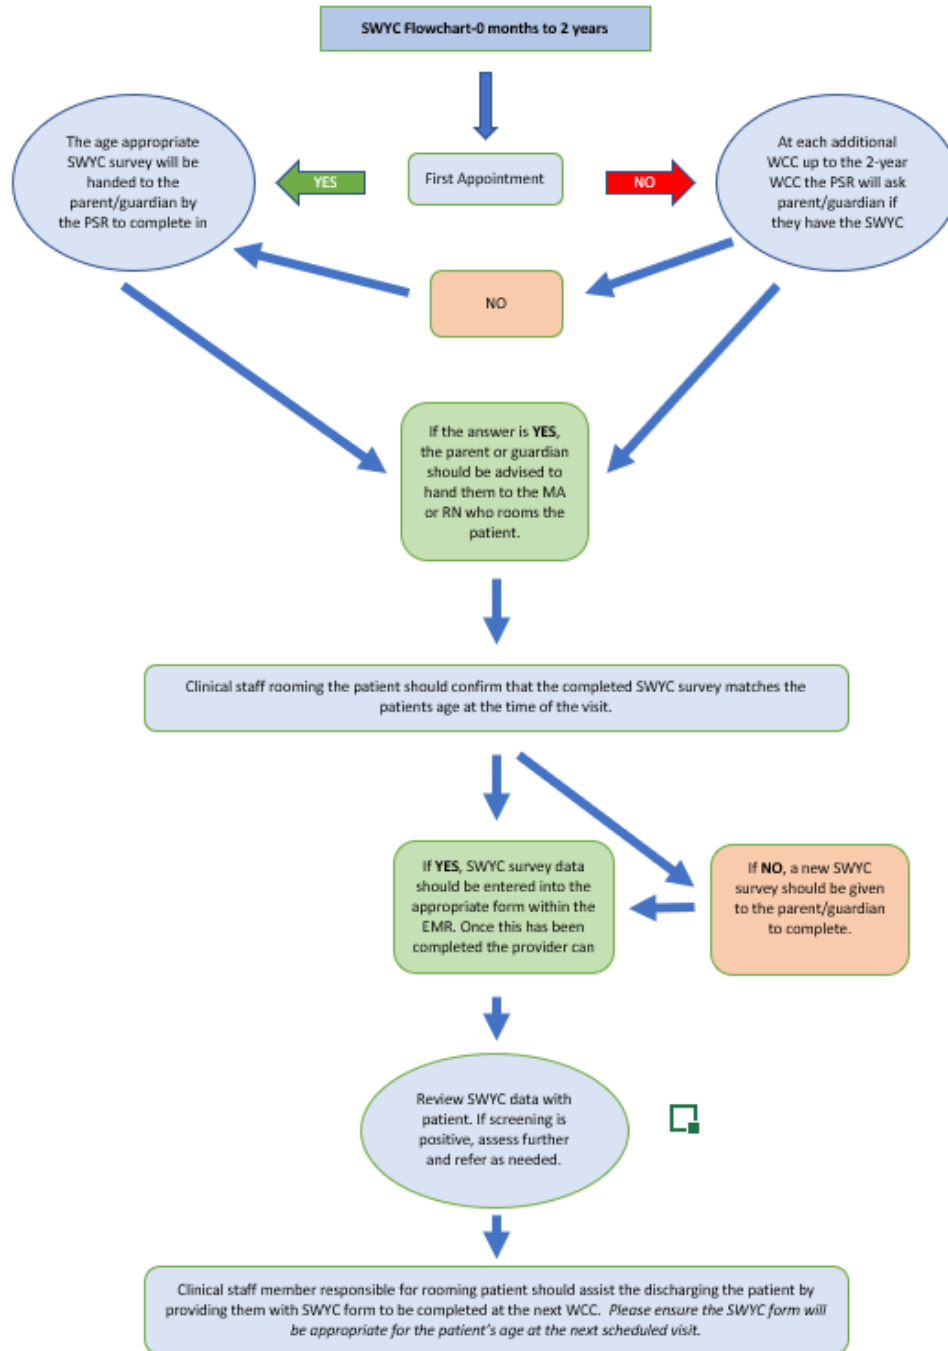 SWYC Flowchart-0 months to 2 years
The age appropriate
SWYC survey will be
handed to the
parent/guardian by
the PSR to complete in
YES
First Appointment
NO
At each additional
WCC up to the 2-year
WCC the PSR will ask
parent/guardian if
they have the SWYC
NO
If the answer is YES,
the parent or guardian
should be advised to
hand them to the MA
or RN who rooms the
patient.
Clinical staff rooming the patient should confirm that the completed SWYC survey matches the
patients age at the time of the visit.
If YES, SWYC survey data
should be entered into the
appropriate form within the
EMR. Once this has been
completed the provider can
If NO, a new SWYC
survey should be given
to the parent/guardian
to complete.
Review SWYC data with
patient. If screening is
positive, assess further
and refer as needed.
Clinical staff member responsible for rooming patient should assist the discharging the patient by
providing them with SWYC form to be completed at the next WCC. Please ensure the SWYC form will
be appropriate for the patient's age at the next scheduled visit.